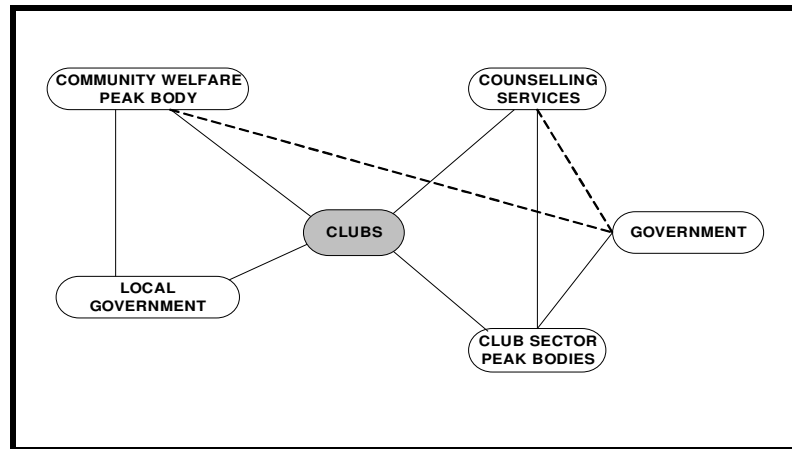 COMMUNITY WELFARE
PEAK BODY
COUNSELLING
SERVICES
CLUBS
GOVERNMENT
LOCAL
GOVERNMENT
CLUB SECTOR
PEAK BODIES